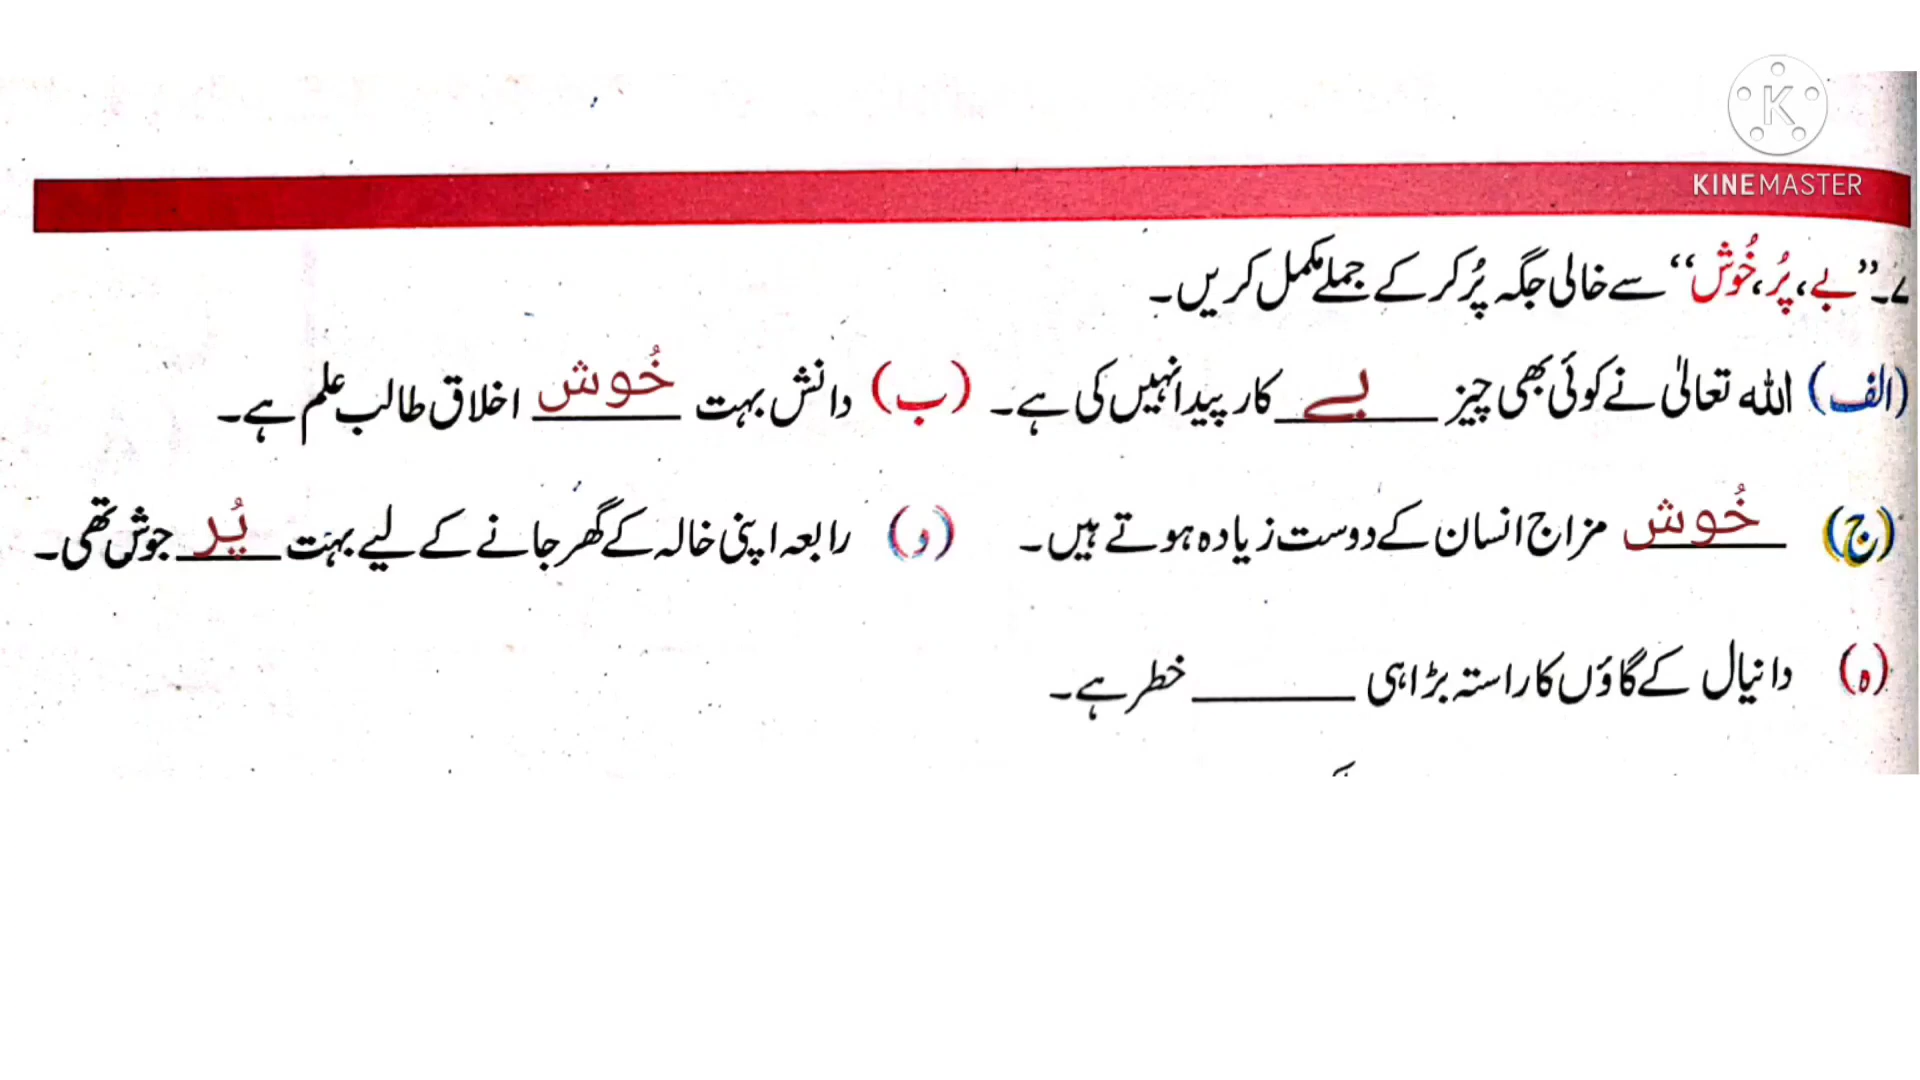 KINEMASTER
۷۔ ’’بے، پُر، خُوش‘‘ سے خالی جگہ پُر کر کے جملے مکمل کریں۔
(الف) اللہ تعالیٰ نے کوئی بھی چیز بے کار پیدا نہیں کی ہے۔ (ب) دانش بہت خُوش اخلاق طالب علم ہے۔
(ج) خُوش مزاج انسان کے دوست زیادہ ہوتے ہیں۔ (د) رابعہ اپنی خالہ کے گھر جانے کے لیے بہت پُر جوش تھی۔
(ہ) دانیال کے گاؤں کا راستہ بڑا ہی ______ خطر ہے۔